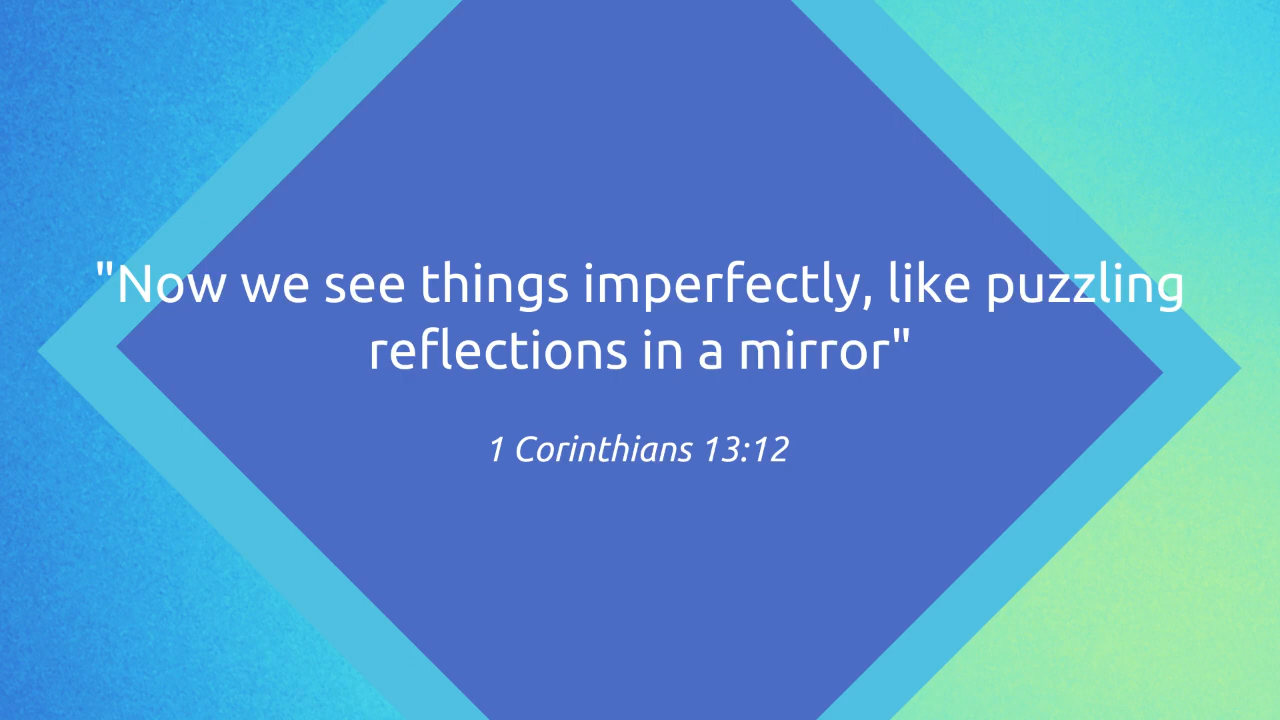 "Now we see things imperfectly, like puzzling
reflections in a mirror"
1 Corinthians 13:12